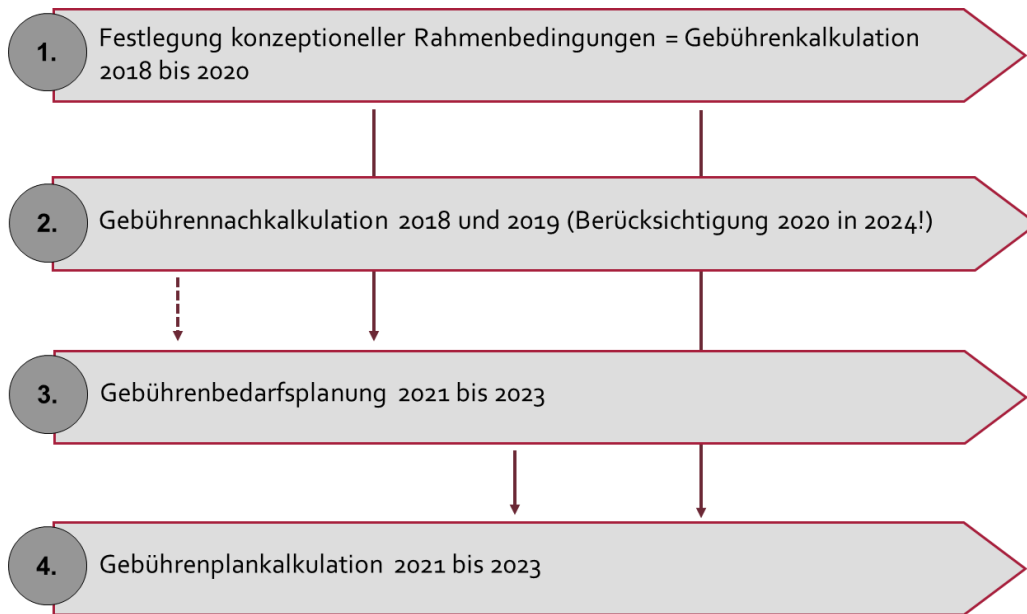 1.
Festlegung konzeptioneller Rahmenbedingungen = Gebührenkalkulation
2018 bis 2020
2.
Gebührennachkalkulation 2018 und 2019 (Berücksichtigung 2020 in 2024!)
3.
Gebührenbedarfsplanung 2021 bis 2023
4.
Gebührenplankalkulation 2021 bis 2023